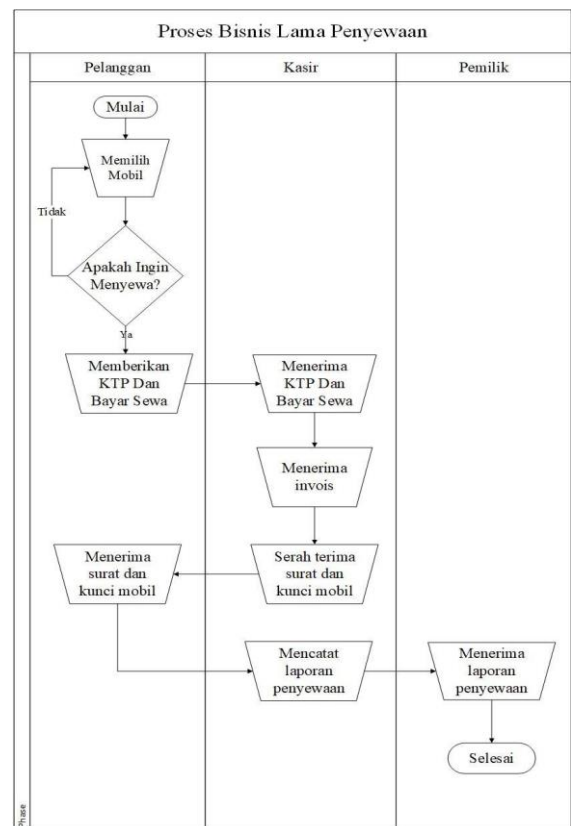 Proses Bisnis Lama Penyewaan
Pelanggan
Kasir
Pemilik
Mulai
Memilih
Mobil
Tidak
Apakah Ingin
Menyewa?
Ya
Memberikan
KTP Dan
Bayar Sewa
Menerima
KTP Dan
Bayar Sewa
Menerima
invois
Serah terima
surat dan
kunci mobil
Menerima
surat dan
kunci mobil
Mencatat
laporan
penyewaan
Menerima
laporan
penyewaan
Selesai
Phase